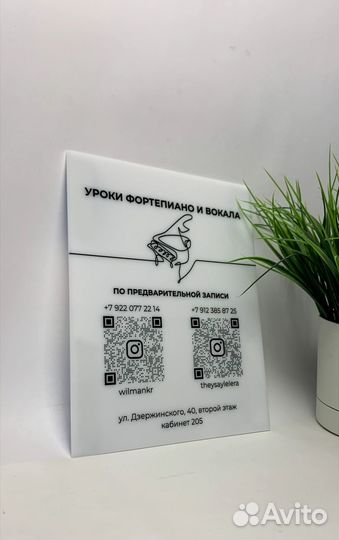 УРОКИ ФОРТЕПИАНО И ВОКАЛА
ПО ПРЕДВАРИТЕЛЬНОЙ ЗАПИСИ
+7 922 077 22 14
+7 912 385 87 25
wilmankr
theysaylelera
ул. Дзержинского, 40, второй этаж
кабинет 205
Avito